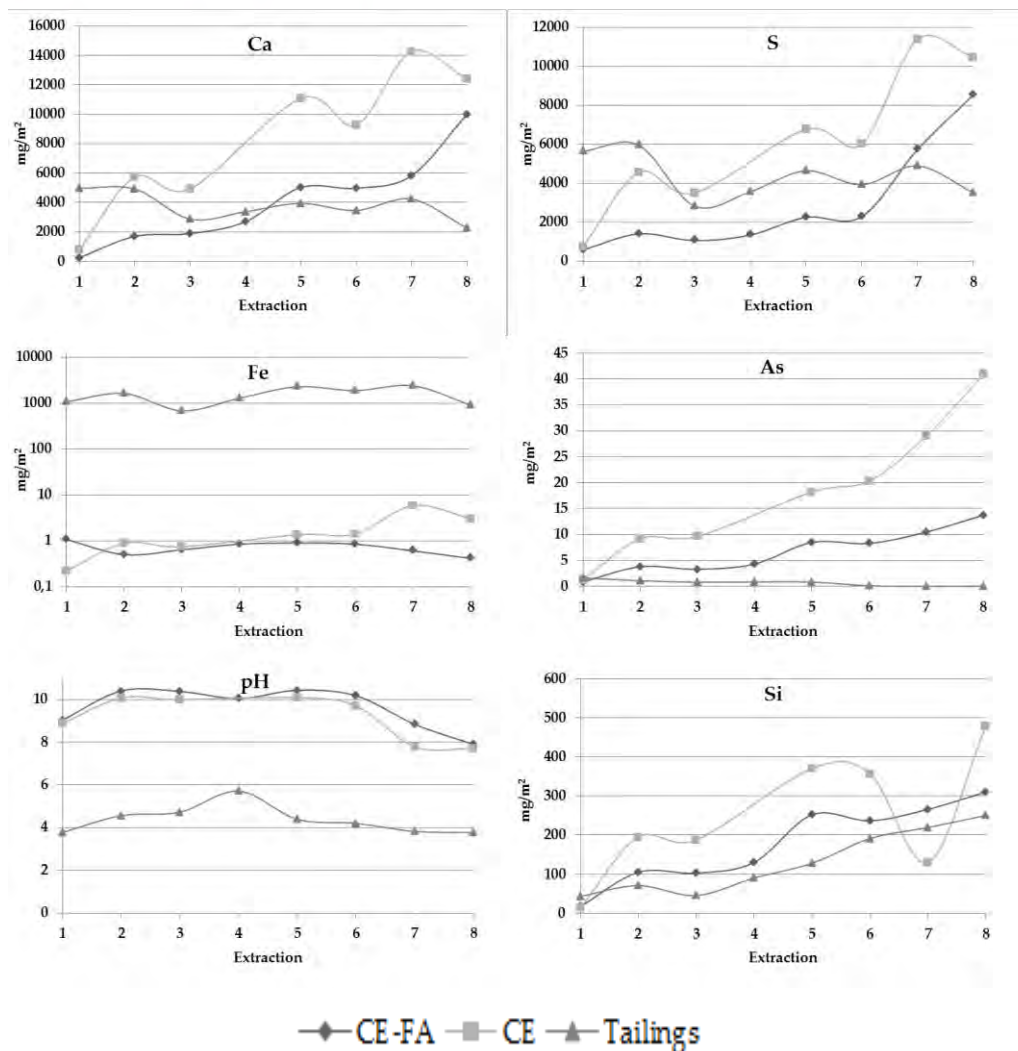 Ca
16000
14000
12000
10000
8000
6000
4000
2000
0
mg/m²
1 2 3 4 5 6 7 8
Extraction
S
12000
10000
8000
6000
4000
2000
0
mg/m²
1 2 3 4 5 6 7 8
Extraction
Fe
10000
1000
100
10
1
0,1
mg/m²
1 2 3 4 5 6 7 8
Extraction
As
45
40
35
30
25
20
15
10
5
0
mg/m²
1 2 3 4 5 6 7 8
Extraction
pH
10
8
6
4
2
0
1 2 3 4 5 6 7 8
Extraction
Si
600
500
400
300
200
100
0
mg/m²
1 2 3 4 5 6 7 8
Extraction
CE-FA CE Tailings